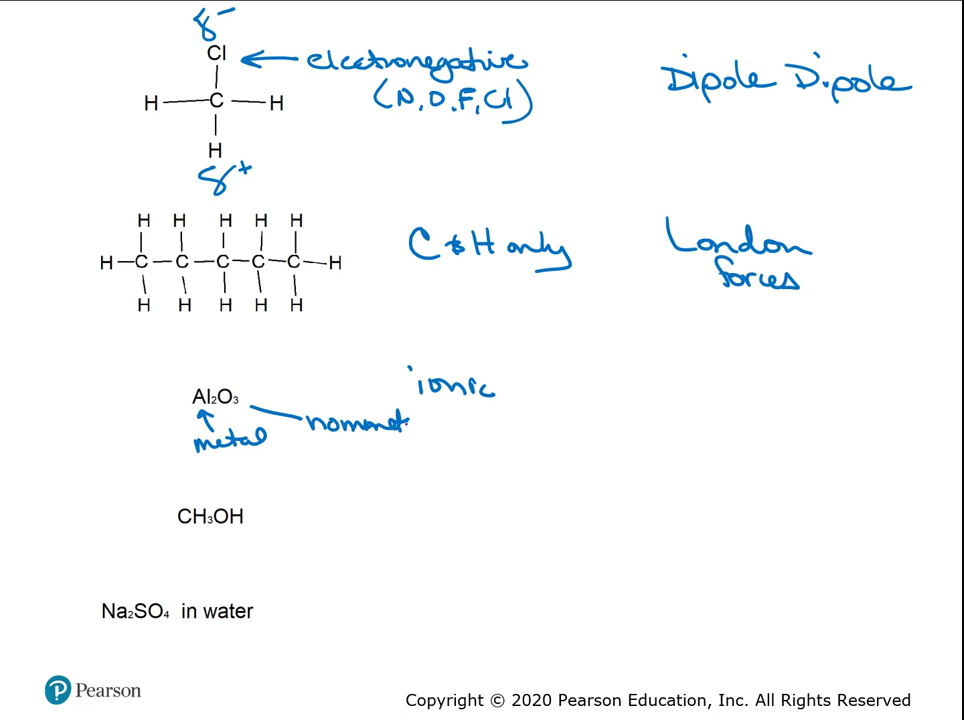 δ⁻
Cl ← electronegative
(N, O, F, Cl)
Dipole Dipole
H—C—H
H
δ⁺
H H H H H
H—C—C—C—C—C—H
C & H only
London
forces
H H H H H
ionic
Al₂O₃
nonmet
metal
CH₃OH
Na₂SO₄ in water
P Pearson
Copyright © 2020 Pearson Education, Inc. All Rights Reserved